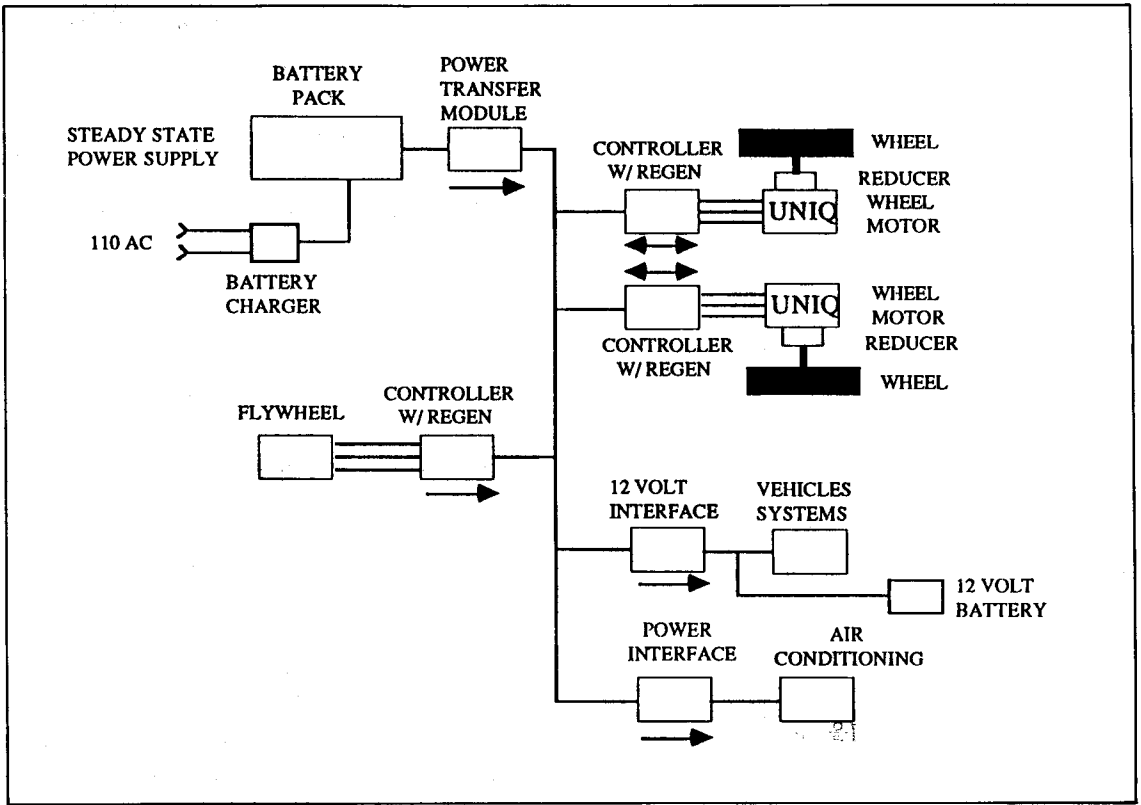 BATTERY
PACK
POWER
TRANSFER
MODULE
STEADY STATE
POWER SUPPLY
110 AC
BATTERY
CHARGER
CONTROLLER
W/ REGEN
WHEEL
REDUCER
WHEEL
MOTOR
UNIQ
UNIQ
WHEEL
MOTOR
REDUCER
CONTROLLER
W/ REGEN
WHEEL
FLYWHEEL
CONTROLLER
W/ REGEN
12 VOLT
INTERFACE
VEHICLES
SYSTEMS
12 VOLT
BATTERY
POWER
INTERFACE
AIR
CONDITIONING